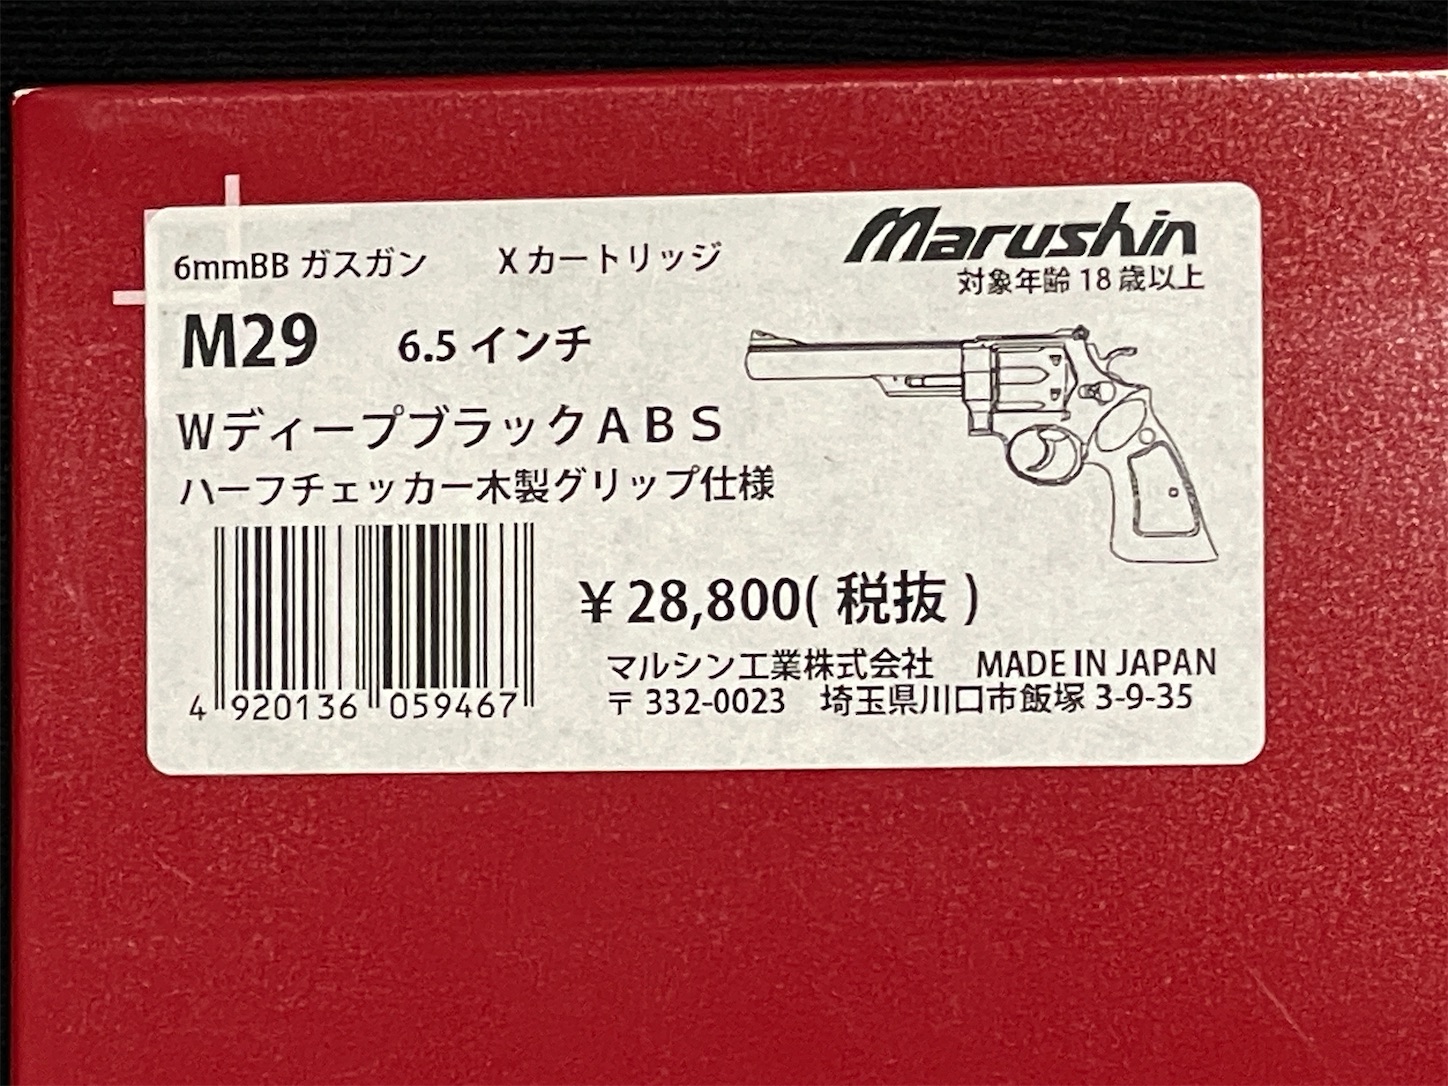 6mmBB ガスガン Xカートリッジ
Marushin
対象年齢 18 歳以上
M29 6.5 インチ
WディープブラックＡＢＳ
ハーフチェッカー木製グリップ仕様
¥ 28,800( 税抜 )
マルシン工業株式会社 MADE IN JAPAN
〒 332-0023 埼玉県川口市飯塚 3-9-35
4 920136 059467